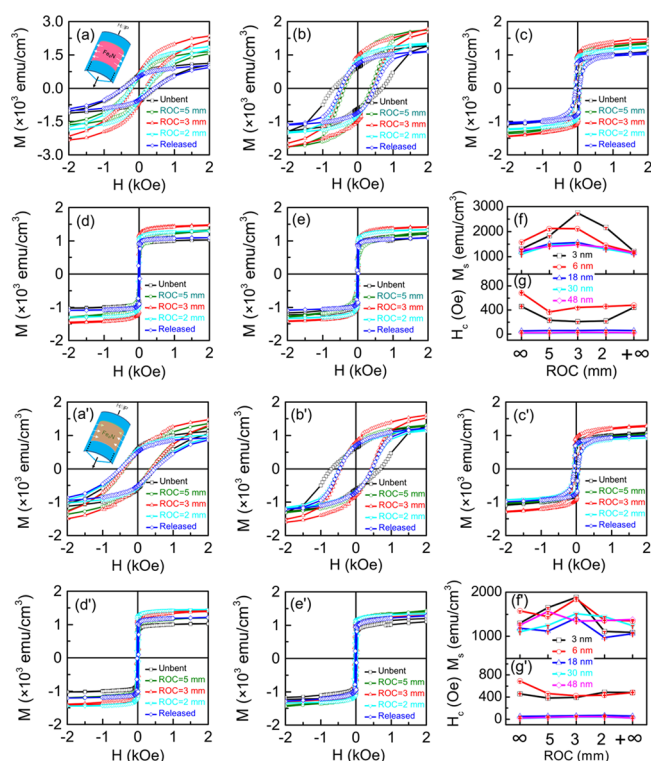 (a)
Fe₄N
3.0
1.5
0.0
-1.5
-3.0
M (×10³ emu/cm³)
Unbent
ROC=5 mm
ROC=3 mm
ROC=2 mm
Released
-2 -1 0 1 2
H (kOe)
(b)
2
1
0
-1
-2
M (×10³ emu/cm³)
Unbent
ROC=5 mm
ROC=3 mm
ROC=2 mm
Released
-2 -1 0 1 2
H (kOe)
(c)
2
1
0
-1
-2
M (×10³ emu/cm³)
Unbent
ROC=5 mm
ROC=3 mm
ROC=2 mm
Released
-2 -1 0 1 2
H (kOe)
(d)
2
1
0
-1
-2
M (×10³ emu/cm³)
Unbent
ROC=5 mm
ROC=3 mm
ROC=2 mm
Released
-2 -1 0 1 2
H (kOe)
(e)
2
1
0
-1
-2
M (×10³ emu/cm³)
Unbent
ROC=5 mm
ROC=3 mm
ROC=2 mm
Released
-2 -1 0 1 2
H (kOe)
(f)
3000
2000
1000
Mₛ (emu/cm³)
3 nm
6 nm
18 nm
30 nm
48 nm
(g)
800
400
0
H꜀ (Oe)
∞ 5 3 2 +∞
ROC (mm)
(a')
2
1
0
-1
-2
M (×10³ emu/cm³)
Unbent
ROC=5 mm
ROC=3 mm
ROC=2 mm
Released
-2 -1 0 1 2
H (kOe)
(b')
2
1
0
-1
-2
M (×10³ emu/cm³)
Unbent
ROC=5 mm
ROC=3 mm
ROC=2 mm
Released
-2 -1 0 1 2
H (kOe)
(c')
2
1
0
-1
-2
M (×10³ emu/cm³)
Unbent
ROC=5 mm
ROC=3 mm
ROC=2 mm
Released
-2 -1 0 1 2
H (kOe)
(d')
2
1
0
-1
-2
M (×10³ emu/cm³)
Unbent
ROC=5 mm
ROC=3 mm
ROC=2 mm
Released
-2 -1 0 1 2
H (kOe)
(e')
2
1
0
-1
-2
M (×10³ emu/cm³)
Unbent
ROC=5 mm
ROC=3 mm
ROC=2 mm
Released
-2 -1 0 1 2
H (kOe)
(f')
2000
1000
Mₛ (emu/cm³)
3 nm
6 nm
18 nm
30 nm
48 nm
(g')
800
400
0
H꜀ (Oe)
∞ 5 3 2 +∞
ROC (mm)